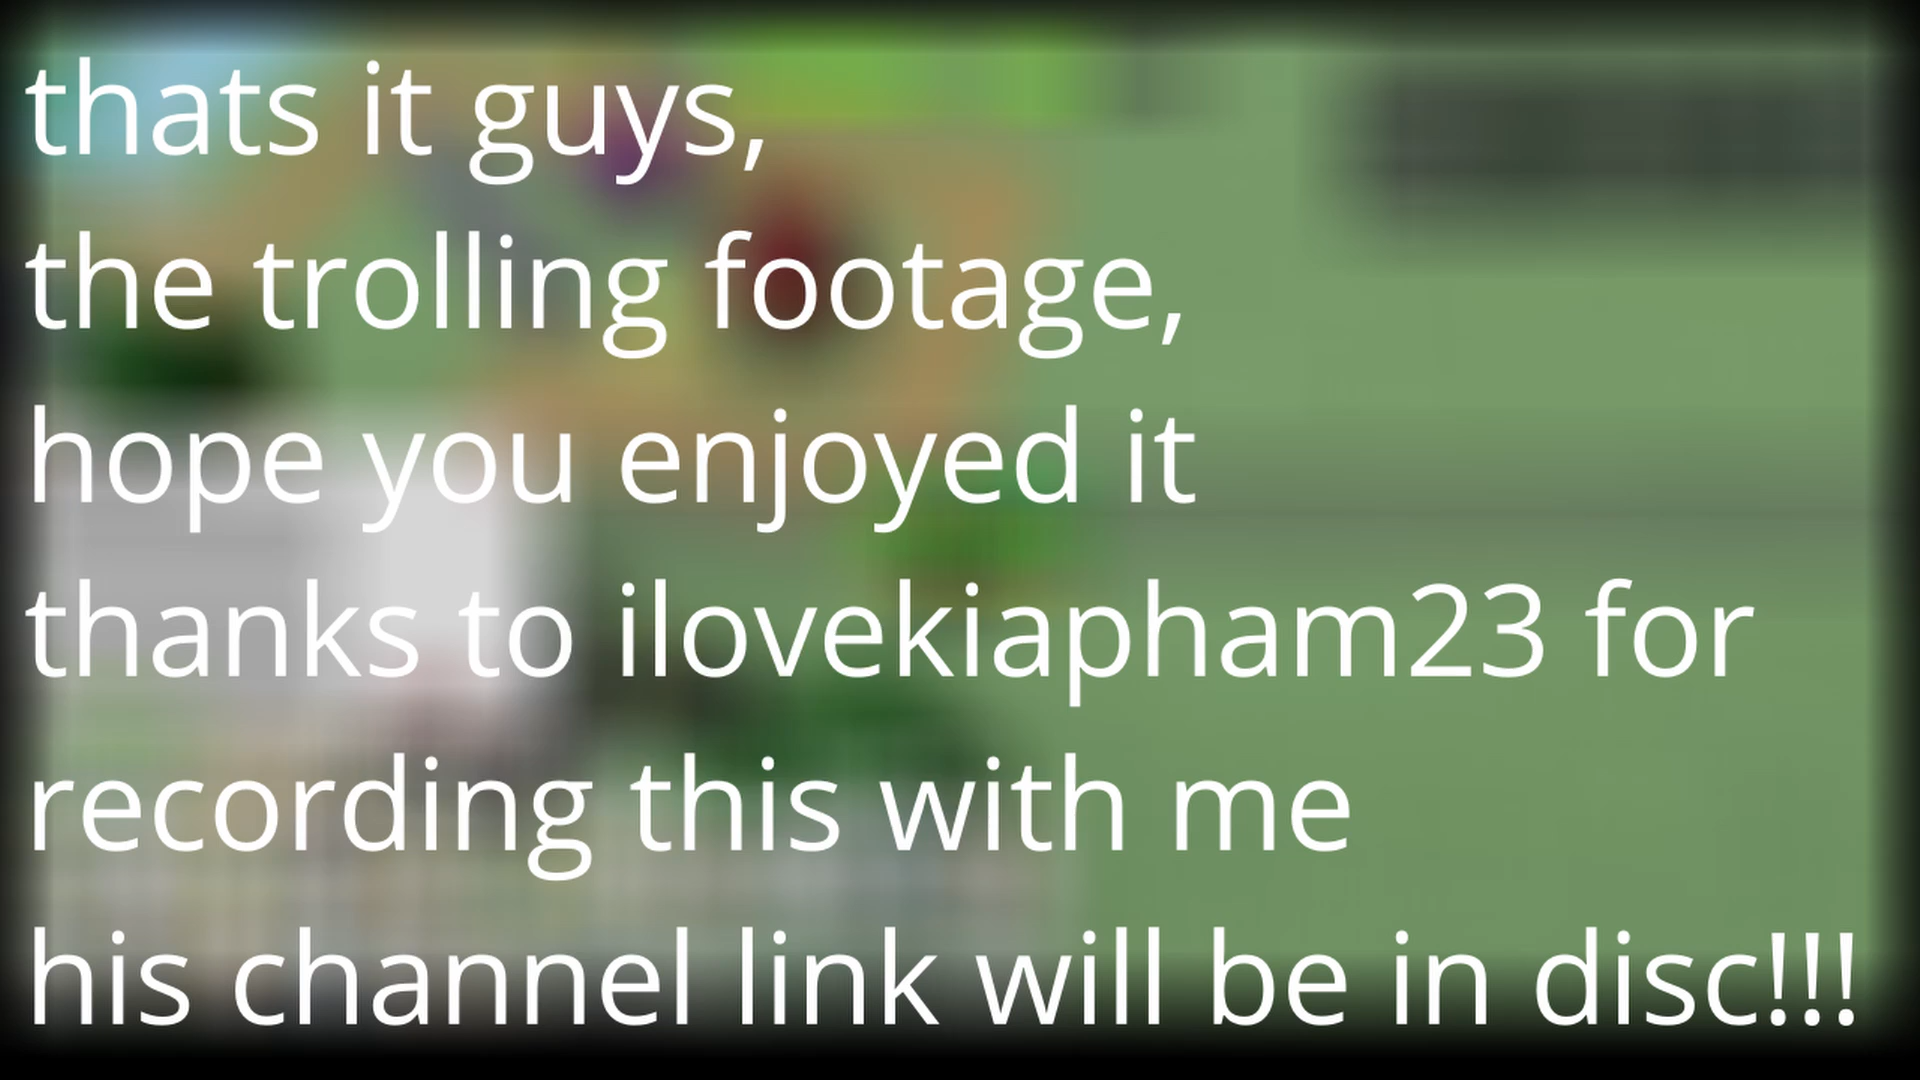 thats it guys,
the trolling footage,
hope you enjoyed it
thanks to ilovekiapham23 for
recording this with me
his channel link will be in disc!!!